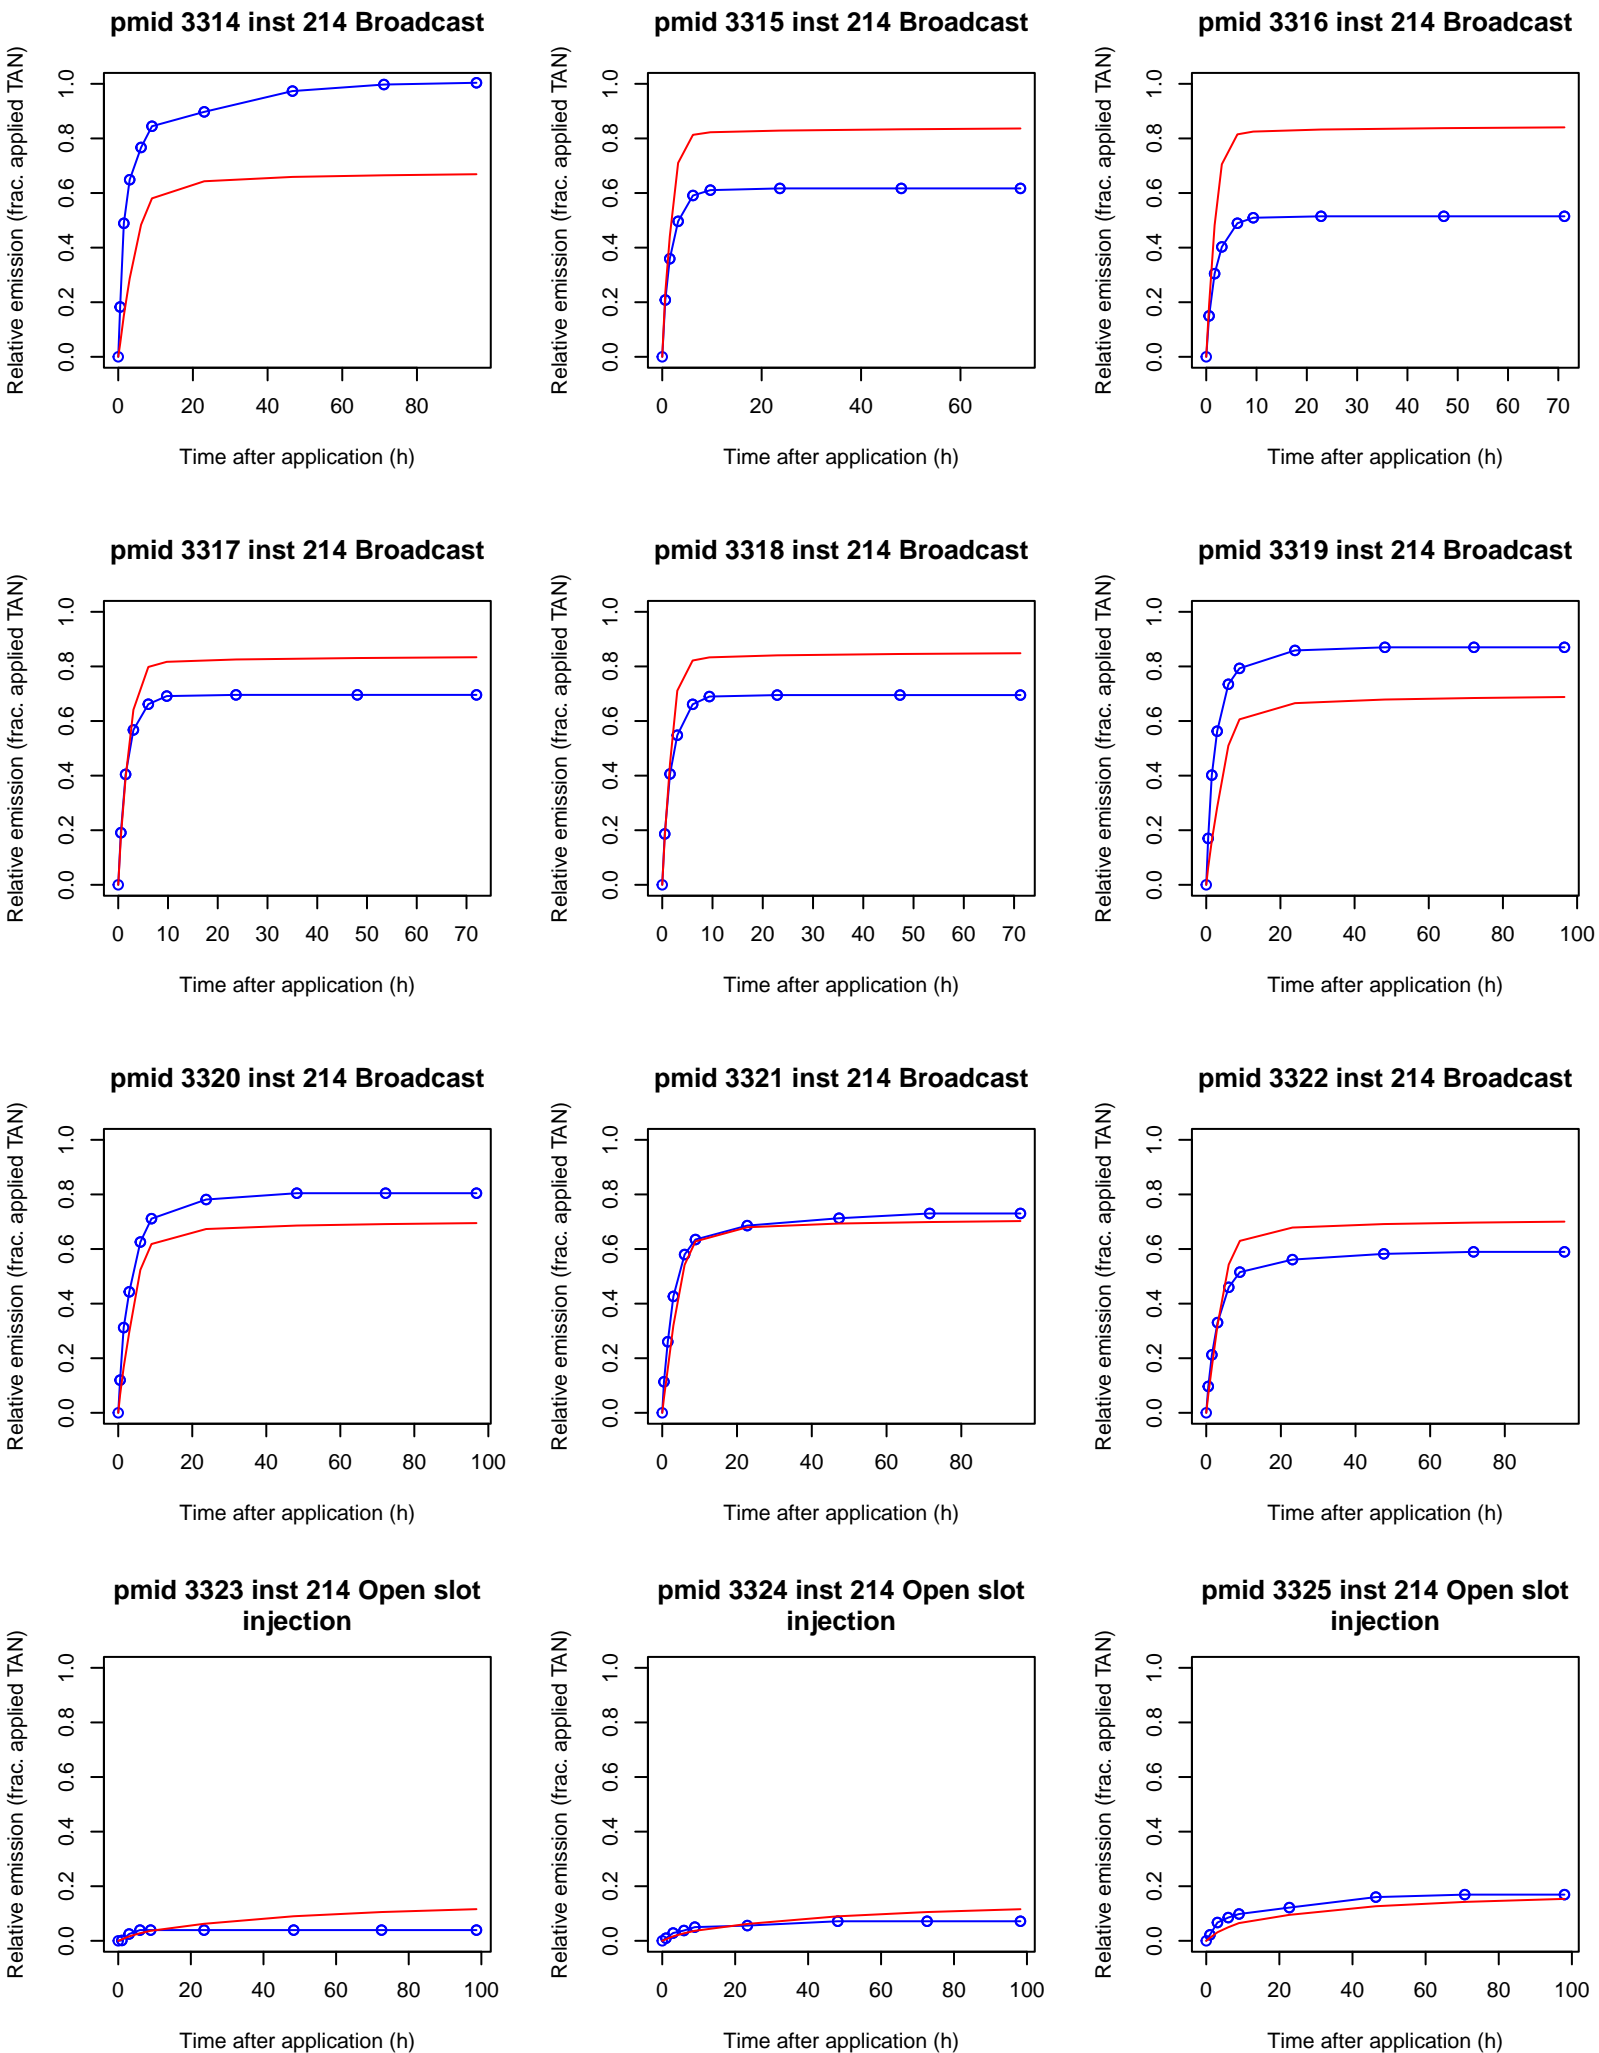 pmid 3314 inst 214 Broadcast
Relative emission (frac. applied TAN)
1.0
0.8
0.6
0.4
0.2
0.0
0 20 40 60 80
Time after application (h)
pmid 3315 inst 214 Broadcast
Relative emission (frac. applied TAN)
1.0
0.8
0.6
0.4
0.2
0.0
0 20 40 60
Time after application (h)
pmid 3316 inst 214 Broadcast
Relative emission (frac. applied TAN)
1.0
0.8
0.6
0.4
0.2
0.0
0 10 20 30 40 50 60 70
Time after application (h)
pmid 3317 inst 214 Broadcast
Relative emission (frac. applied TAN)
1.0
0.8
0.6
0.4
0.2
0.0
0 10 20 30 40 50 60 70
Time after application (h)
pmid 3318 inst 214 Broadcast
Relative emission (frac. applied TAN)
1.0
0.8
0.6
0.4
0.2
0.0
0 10 20 30 40 50 60 70
Time after application (h)
pmid 3319 inst 214 Broadcast
Relative emission (frac. applied TAN)
1.0
0.8
0.6
0.4
0.2
0.0
0 20 40 60 80 100
Time after application (h)
pmid 3320 inst 214 Broadcast
Relative emission (frac. applied TAN)
1.0
0.8
0.6
0.4
0.2
0.0
0 20 40 60 80 100
Time after application (h)
pmid 3321 inst 214 Broadcast
Relative emission (frac. applied TAN)
1.0
0.8
0.6
0.4
0.2
0.0
0 20 40 60 80
Time after application (h)
pmid 3322 inst 214 Broadcast
Relative emission (frac. applied TAN)
1.0
0.8
0.6
0.4
0.2
0.0
0 20 40 60 80
Time after application (h)
pmid 3323 inst 214 Open slot
injection
Relative emission (frac. applied TAN)
1.0
0.8
0.6
0.4
0.2
0.0
0 20 40 60 80 100
Time after application (h)
pmid 3324 inst 214 Open slot
injection
Relative emission (frac. applied TAN)
1.0
0.8
0.6
0.4
0.2
0.0
0 20 40 60 80 100
Time after application (h)
pmid 3325 inst 214 Open slot
injection
Relative emission (frac. applied TAN)
1.0
0.8
0.6
0.4
0.2
0.0
0 20 40 60 80 100
Time after application (h)